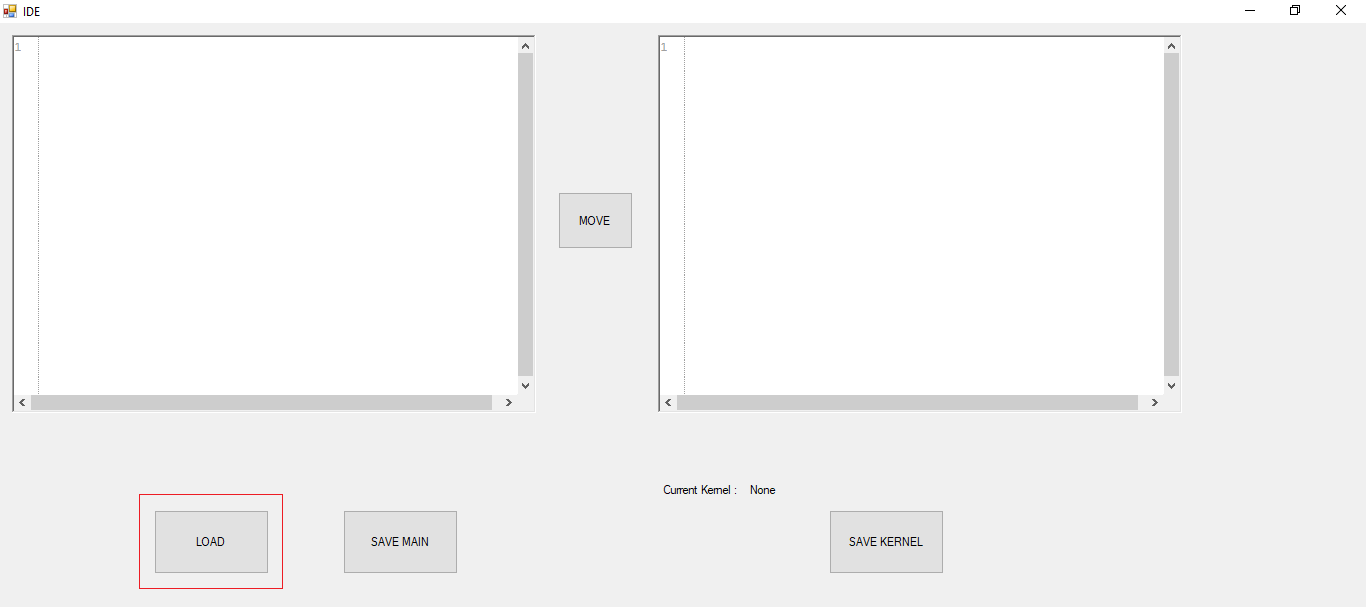 IDE
1
1
MOVE
Current Kernel : None
LOAD
SAVE MAIN
SAVE KERNEL